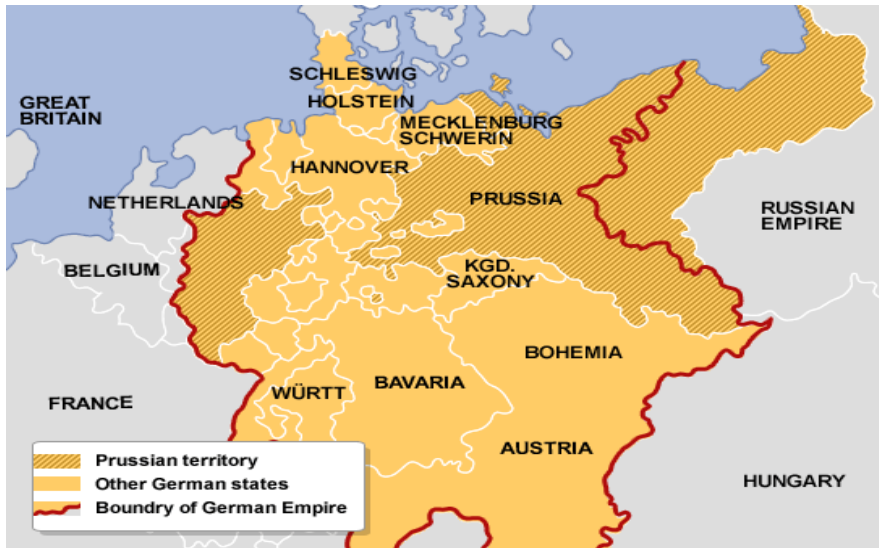 SCHLESWIG
HOLSTEIN
GREAT
BRITAIN
MECKLENBURG
SCHWERIN
HANNOVER
NETHERLANDS
PRUSSIA
RUSSIAN
EMPIRE
BELGIUM
KGD.
SAXONY
BOHEMIA
WÜRTT
BAVARIA
FRANCE
AUSTRIA
HUNGARY
Prussian territory
Other German states
Boundry of German Empire